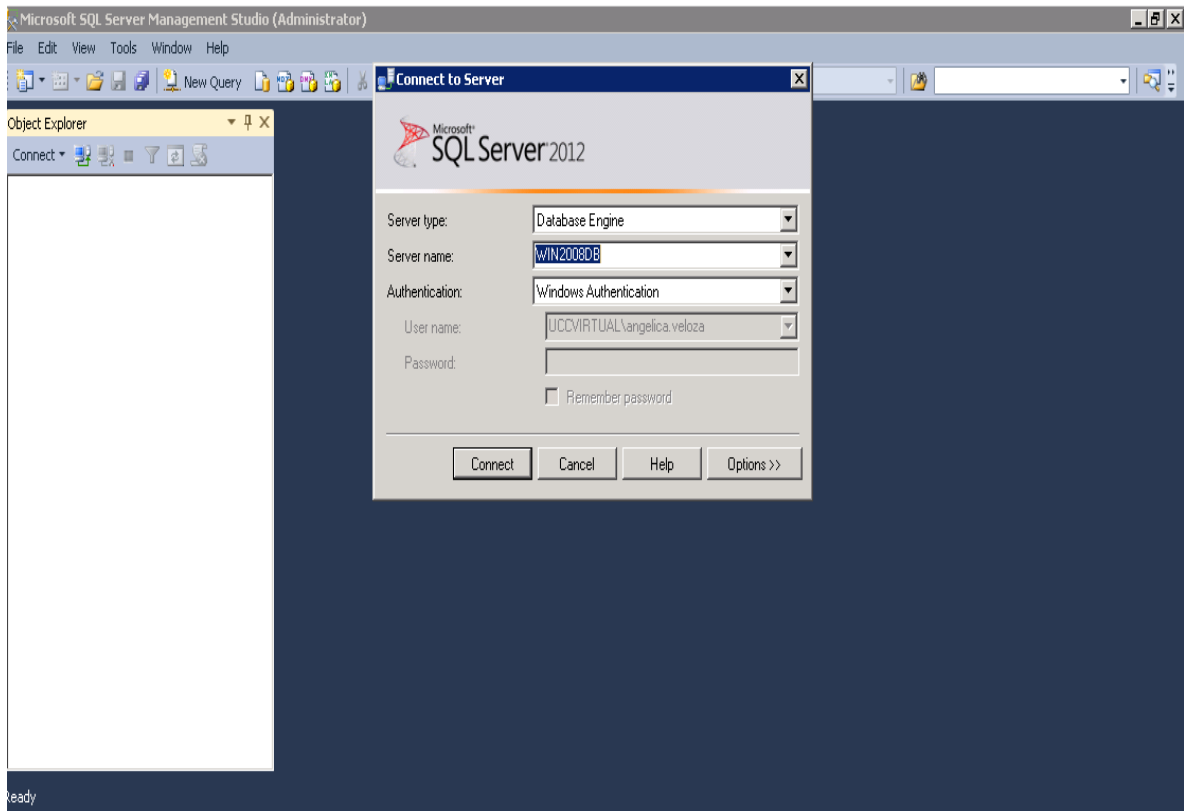 Microsoft SQL Server Management Studio (Administrator)
File Edit View Tools Window Help
New Query
Object Explorer
Connect
Connect to Server
Microsoft
SQL Server 2012
Server type: Database Engine
Server name: WIN2008DB
Authentication: Windows Authentication
User name: UCCVIRTUAL\angelica.veloza
Password:
Remember password
Connect Cancel Help Options >>
Ready